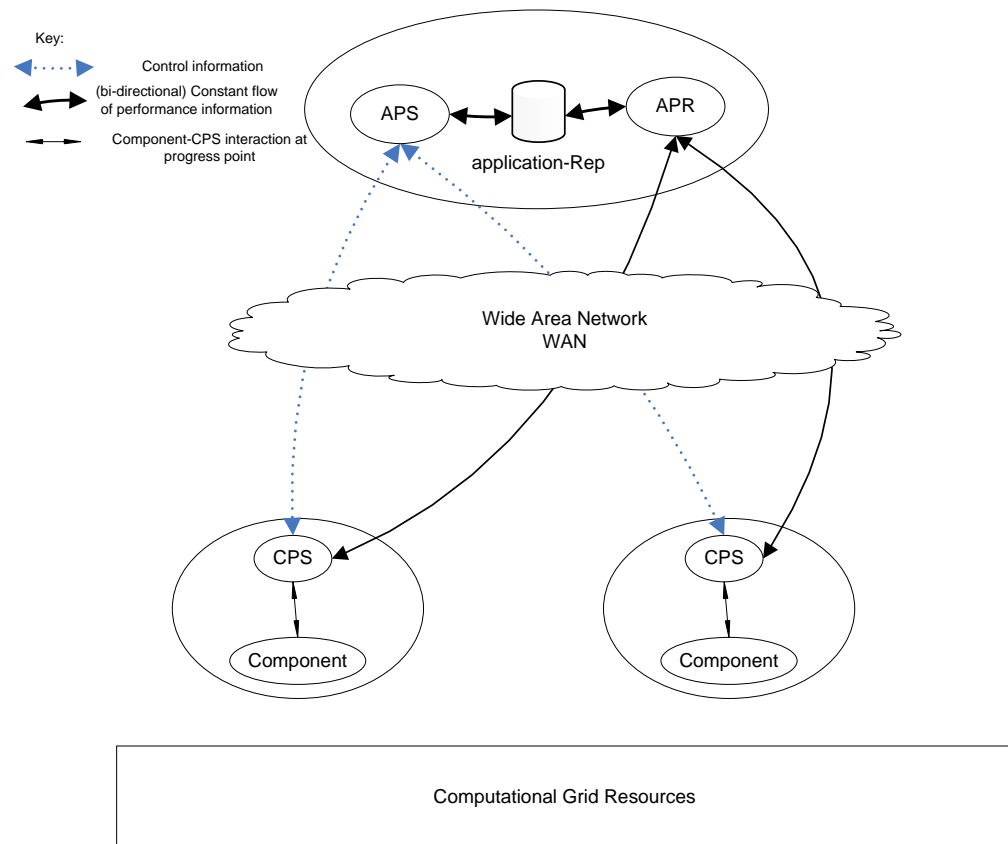 Key:
Control information
(bi-directional) Constant flow
of performance information
Component-CPS interaction at
progress point
APS
APR
application-Rep
Wide Area Network
WAN
CPS
CPS
Component
Component
Computational Grid Resources